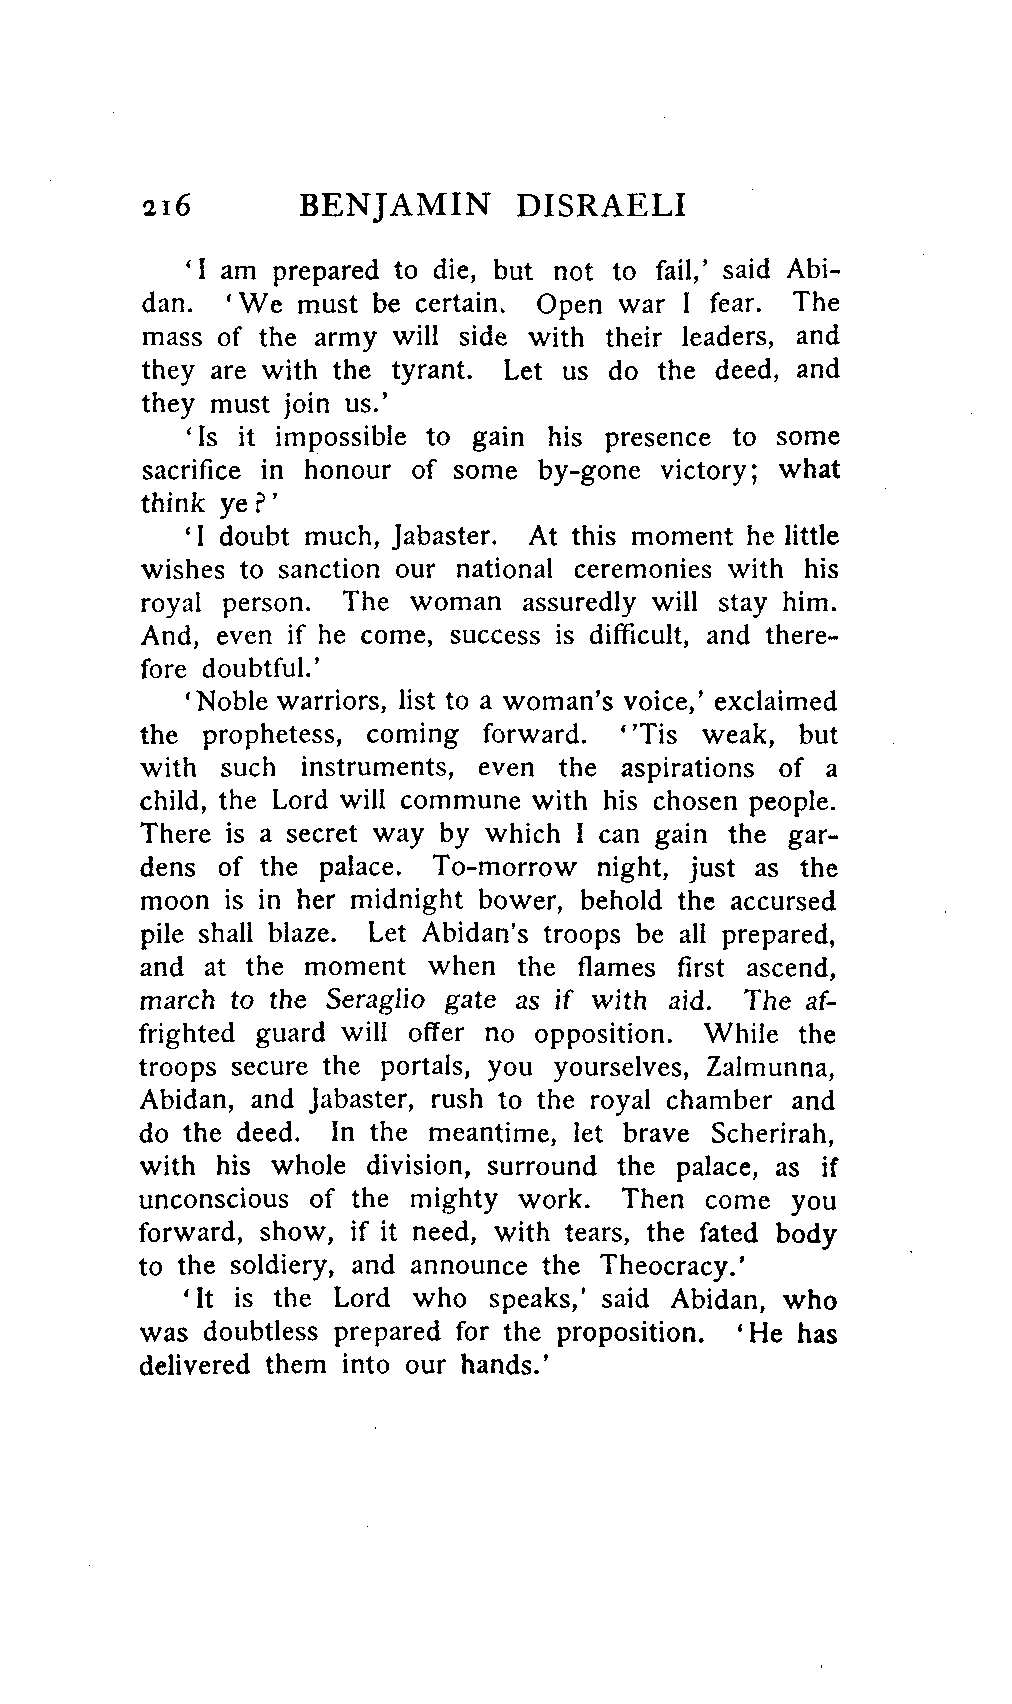 216 BENJAMIN DISRAELI
‘I am prepared to die, but not to fail,’ said Abi-
dan. ‘We must be certain. Open war I fear. The
mass of the army will side with their leaders, and
they are with the tyrant. Let us do the deed, and
they must join us.’
‘Is it impossible to gain his presence to some
sacrifice in honour of some by-gone victory; what
think ye?’
‘I doubt much, Jabaster. At this moment he little
wishes to sanction our national ceremonies with his
royal person. The woman assuredly will stay him.
And, even if he come, success is difficult, and there-
fore doubtful.’
‘Noble warriors, list to a woman’s voice,’ exclaimed
the prophetess, coming forward. ‘’Tis weak, but
with such instruments, even the aspirations of a
child, the Lord will commune with his chosen people.
There is a secret way by which I can gain the gar-
dens of the palace. To-morrow night, just as the
moon is in her midnight bower, behold the accursed
pile shall blaze. Let Abidan’s troops be all prepared,
and at the moment when the flames first ascend,
march to the Seraglio gate as if with aid. The af-
frighted guard will offer no opposition. While the
troops secure the portals, you yourselves, Zalmunna,
Abidan, and Jabaster, rush to the royal chamber and
do the deed. In the meantime, let brave Scherirah,
with his whole division, surround the palace, as if
unconscious of the mighty work. Then come you
forward, show, if it need, with tears, the fated body
to the soldiery, and announce the Theocracy.’
‘It is the Lord who speaks,’ said Abidan, who
was doubtless prepared for the proposition. ‘He has
delivered them into our hands.’